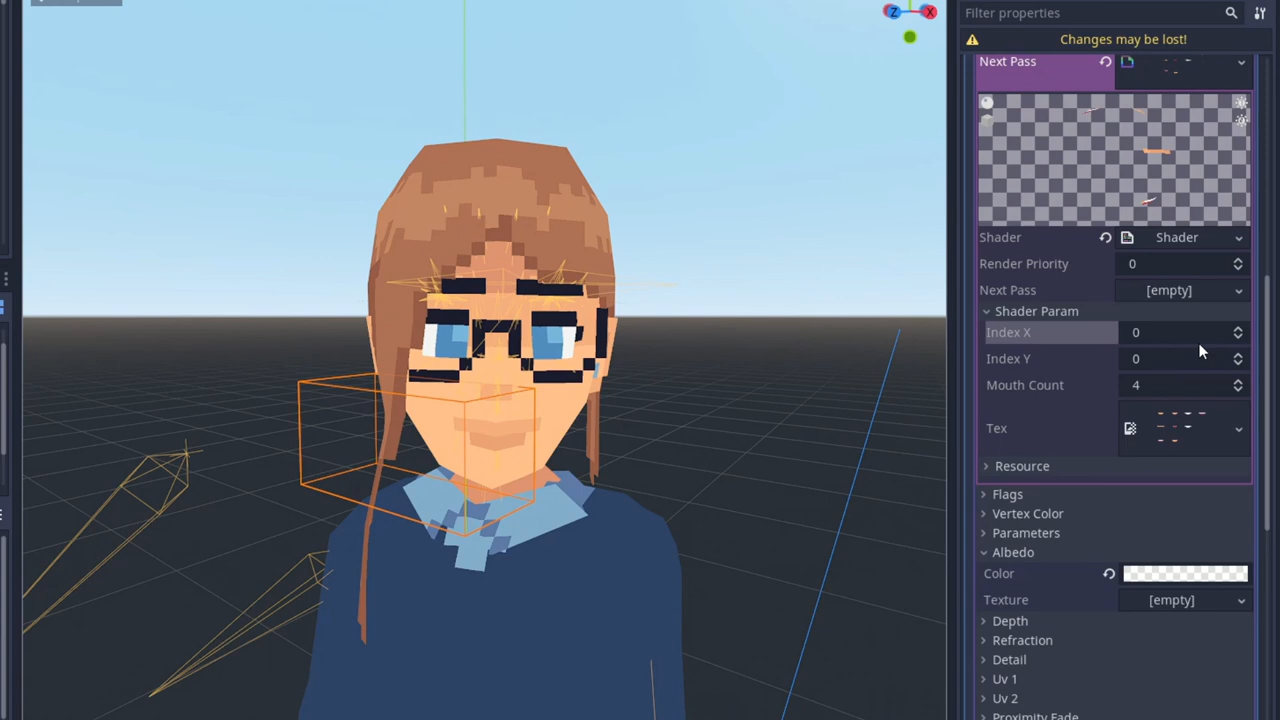 Z X
Filter properties
Changes may be lost!
Next Pass
Shader Shader
Render Priority 0
Next Pass [empty]
Shader Param
Index X 0
Index Y 0
Mouth Count 4
Tex
Resource
Flags
Vertex Color
Parameters
Albedo
Color
Texture [empty]
Depth
Refraction
Detail
Uv 1
Uv 2
Proximity Fade